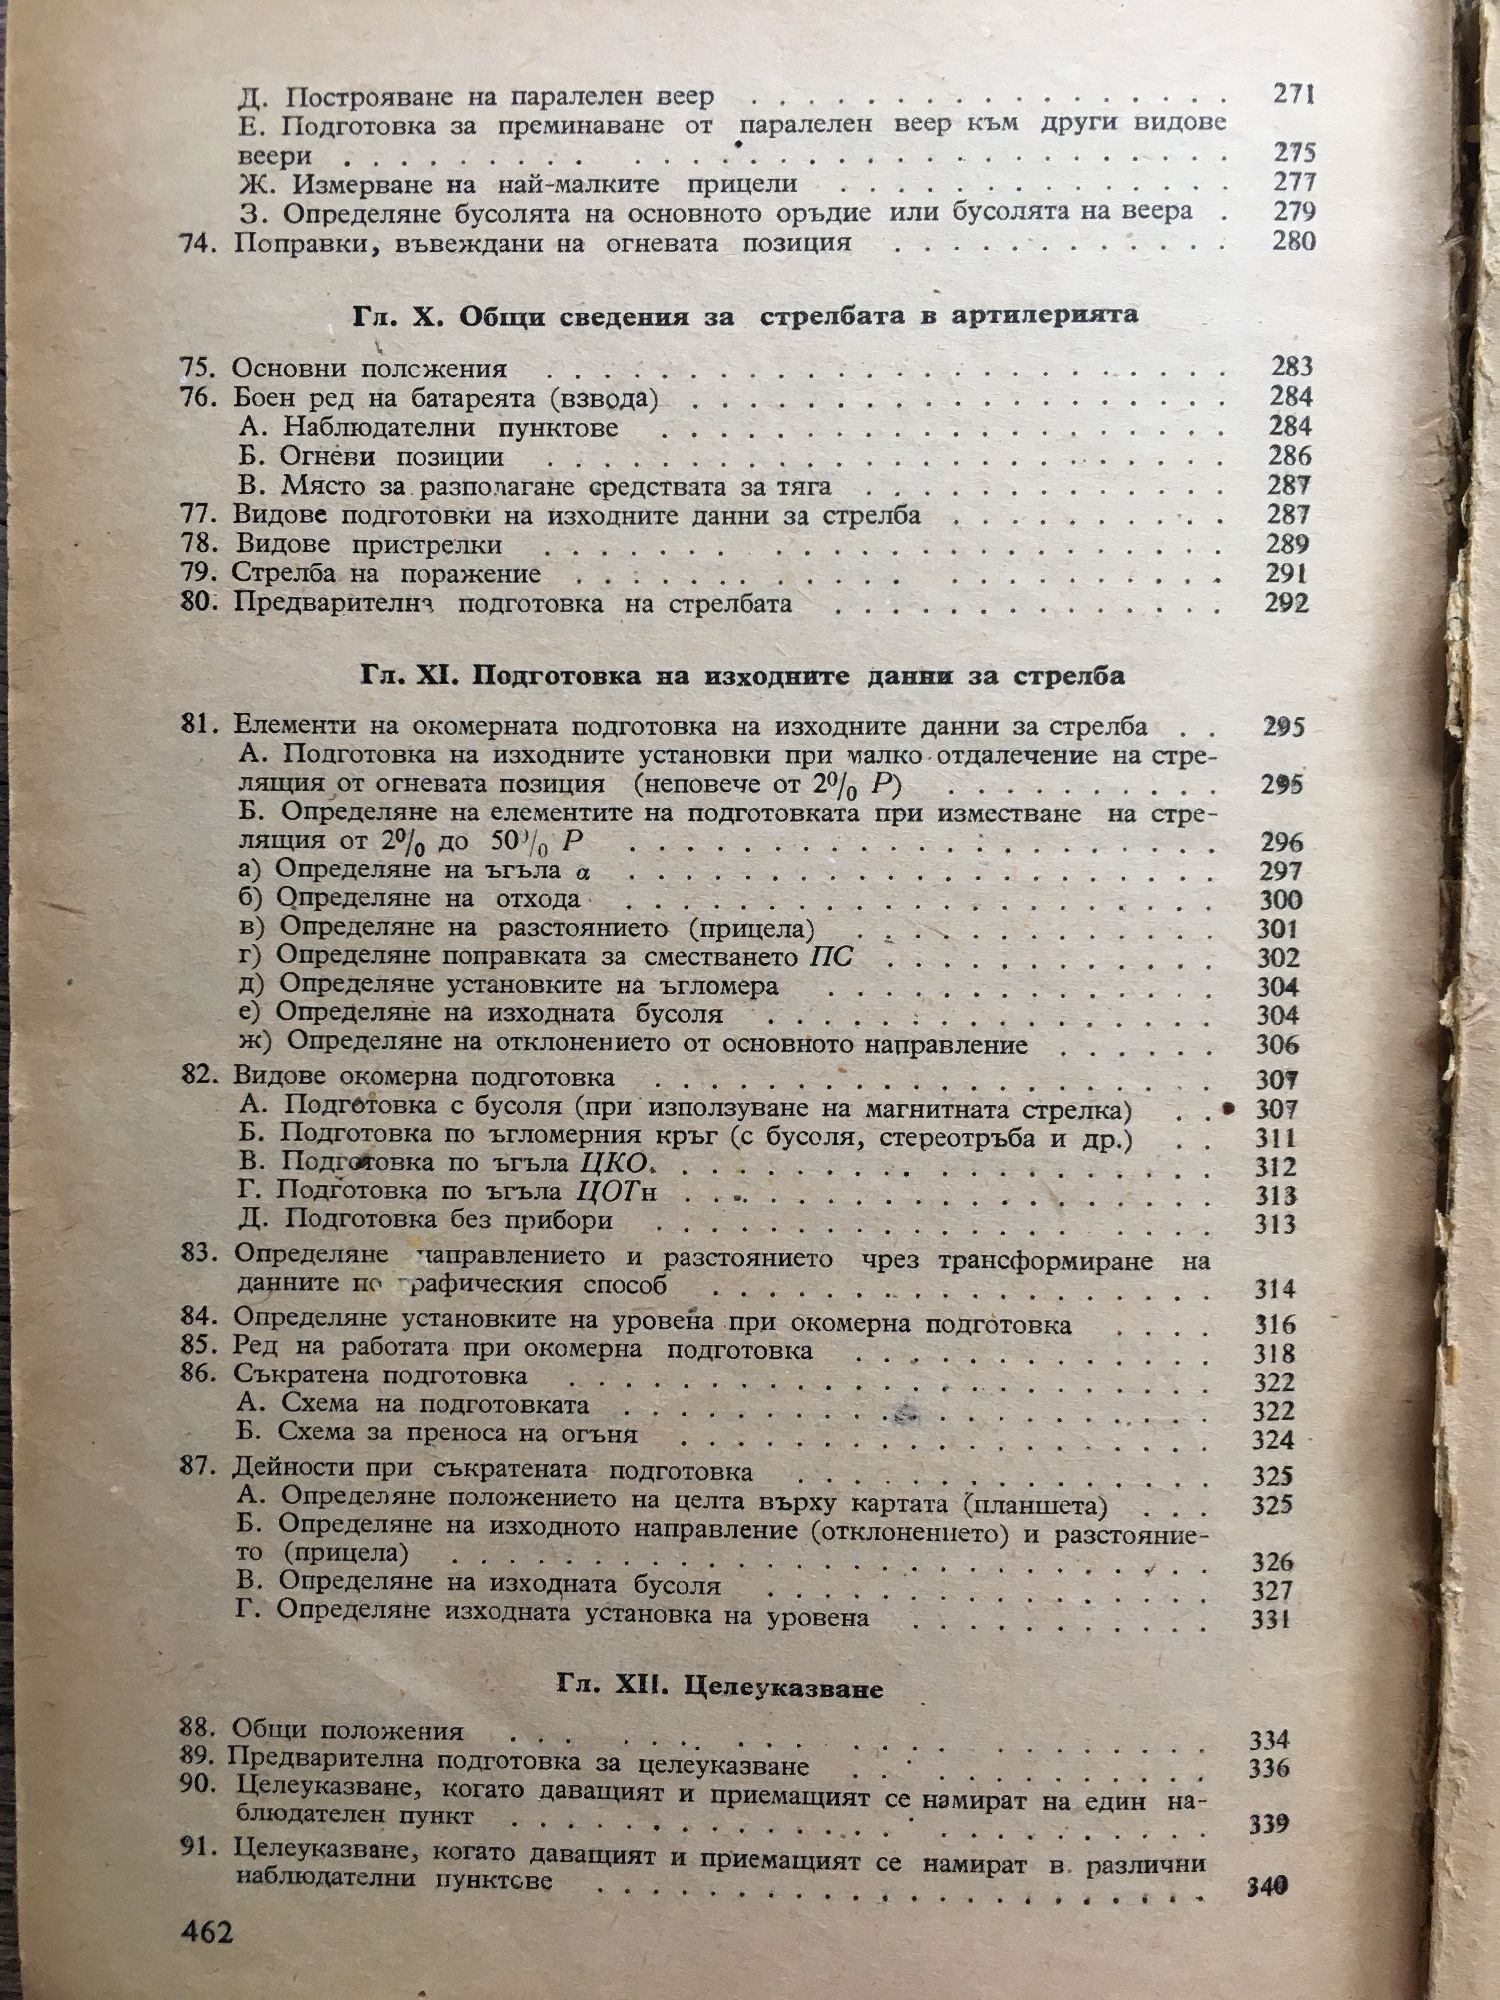 Д. Построяване на паралелен веер . . . . . . . . . . . . . . . . . 271
Е. Подготовка за преминаване от паралелен веер към други видове
веери . . . . . . . . . . . . . . . . . . . . . . . . . . . . . . 275
Ж. Измерване на най-малките прицели . . . . . . . . . . . . . . 277
З. Определяне бусолята на основното оръдие или бусолята на веера . 279
74. Поправки, въвеждани на огневата позиция . . . . . . . . . . . . 280
Гл. X. Общи сведения за стрелбата в артилерията
75. Основни положения . . . . . . . . . . . . . . . . . . . . . . . . 283
76. Боен ред на батареята (взвода) . . . . . . . . . . . . . . . . . . . 284
А. Наблюдателни пунктове . . . . . . . . . . . . . . . . . . . . 284
Б. Огневи позиции . . . . . . . . . . . . . . . . . . . . . . . . 286
В. Място за разполагане средствата за тяга . . . . . . . . . . . . . 287
77. Видове подготовки на изходните данни за стрелба . . . . . . . . . . 287
78. Видове пристрелки . . . . . . . . . . . . . . . . . . . . . . . 289
79. Стрелба на поражение . . . . . . . . . . . . . . . . . . . . . . 291
80. Предварителна подготовка на стрелбата . . . . . . . . . . . . . . 292
Гл. XI. Подготовка на изходните данни за стрелба
81. Елементи на окомерната подготовка на изходните данни за стрелба . . 295
А. Подготовка на изходните установки при малко отдалечение на стре-
лящия от огневата позиция (неповече от 2% P) . . . . . . . . . . 295
Б. Определяне на елементите на подготовката при изместване на стре-
лящия от 2% до 50% P . . . . . . . . . . . . . . . . . . . . . 296
а) Определяне на ъгъла α . . . . . . . . . . . . . . . . . . . . . 297
б) Определяне на отхода . . . . . . . . . . . . . . . . . . . . . 300
в) Определяне на разстоянието (прицела) . . . . . . . . . . . . . 301
г) Определяне поправката за сместването ПС . . . . . . . . . . . . 302
д) Определяне установките на ъгломера . . . . . . . . . . . . . . 304
е) Определяне на изходната бусоля . . . . . . . . . . . . . . . . 304
ж) Определяне на отклонението от основното направление . . . . . . 306
82. Видове окомерна подготовка . . . . . . . . . . . . . . . . . . . . 307
А. Подготовка с бусоля (при използуване на магнитната стрелка) . . 307
Б. Подготовка по ъгломерния кръг (с бусоля, стереотръба и др.) . . 311
В. Подготовка по ъгъла ЦКО. . . . . . . . . . . . . . . . . . . . 312
Г. Подготовка по ъгъла ЦОТн . . . . . . . . . . . . . . . . . . . 313
Д. Подготовка без прибори . . . . . . . . . . . . . . . . . . . . 313
83. Определяне направлението и разстоянието чрез трансформиране на
данните по графическия способ . . . . . . . . . . . . . . . . . . 314
84. Определяне установките на уровена при окомерна подготовка . . . . 316
85. Ред на работата при окомерна подготовка . . . . . . . . . . . . . 318
86. Съкратена подготовка . . . . . . . . . . . . . . . . . . . . . . . 322
А. Схема на подготовката . . . . . . . . . . . . . . . . . . . . . 322
Б. Схема за преноса на огъня . . . . . . . . . . . . . . . . . . . 324
87. Дейности при съкратената подготовка . . . . . . . . . . . . . . . 325
А. Определяне положението на целта върху картата (планшета) . . . 325
Б. Определяне на изходното направление (отклонението) и разстояние-
то (прицела) . . . . . . . . . . . . . . . . . . . . . . . . . . . 326
В. Определяне на изходната бусоля . . . . . . . . . . . . . . . . 327
Г. Определяне изходната установка на уровена . . . . . . . . . . . 331
Гл. XII. Целеуказване
88. Общи положения . . . . . . . . . . . . . . . . . . . . . . . . . 334
89. Предварителна подготовка за целеуказване . . . . . . . . . . . . . 336
90. Целеуказване, когато даващият и приемащият се намират на един на-
блюдателен пункт . . . . . . . . . . . . . . . . . . . . . . . . . 339
91. Целеуказване, когато даващият и приемащият се намират в различни
наблюдателни пунктове . . . . . . . . . . . . . . . . . . . . . . 340
462